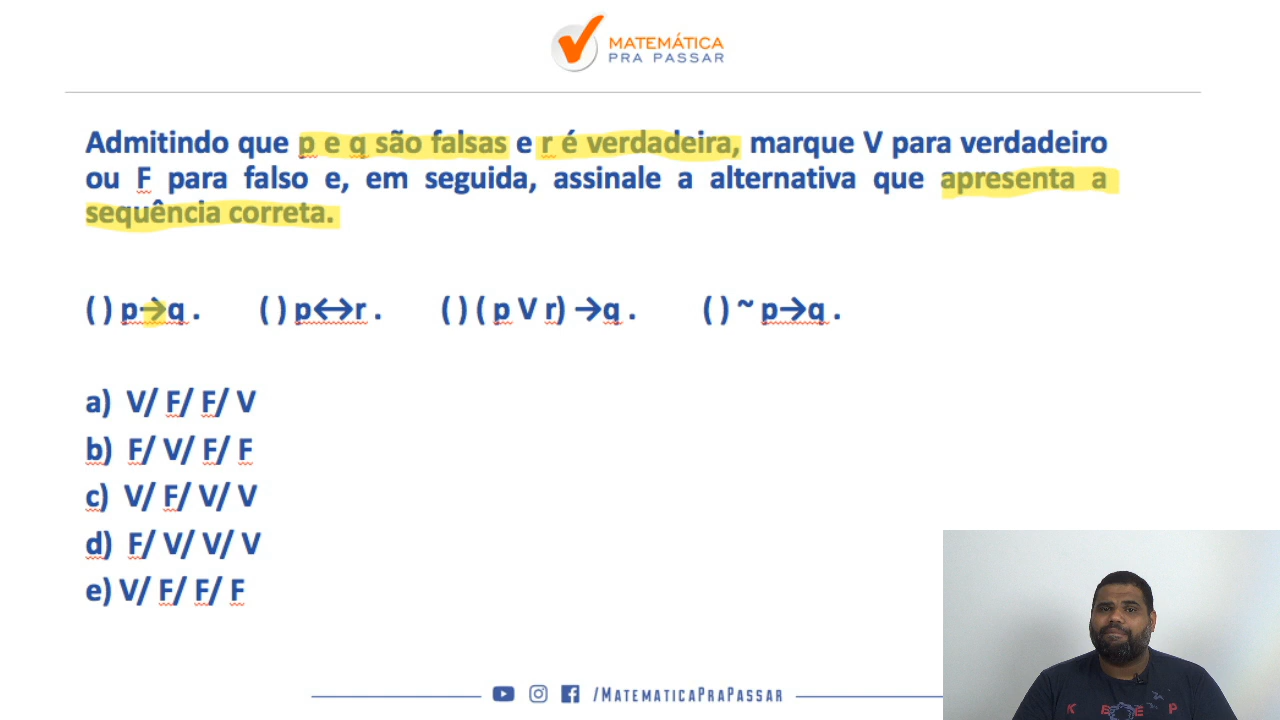 MATEMÁTICA
PRA PASSAR
Admitindo que p e q são falsas e r é verdadeira, marque V para verdadeiro
ou F para falso e, em seguida, assinale a alternativa que apresenta a
sequência correta.
( ) p→q . ( ) p↔r . ( ) ( p V r) →q . ( ) ~ p→q .
a) V/ F/ F/ V
b) F/ V/ F/ F
c) V/ F/ V/ V
d) F/ V/ V/ V
e) V/ F/ F/ F
/MATEMATICAPRAPASSAR